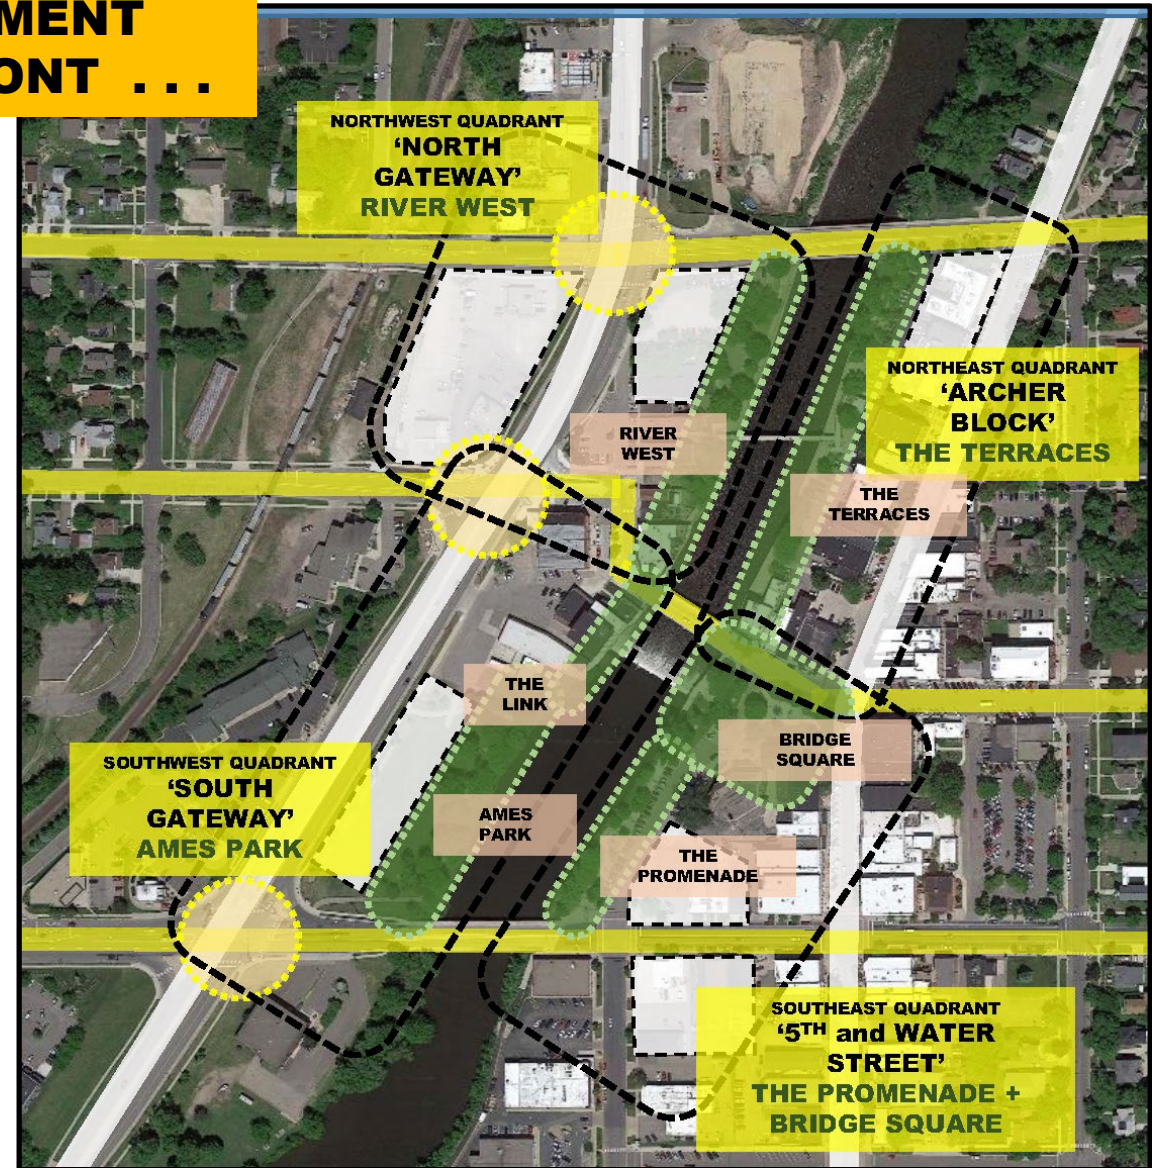 MENT
ONT . . .
NORTHWEST QUADRANT
‘NORTH
GATEWAY’
RIVER WEST
NORTHEAST QUADRANT
‘ARCHER
BLOCK’
THE TERRACES
RIVER
WEST
THE
TERRACES
THE
LINK
BRIDGE
SQUARE
SOUTHWEST QUADRANT
‘SOUTH
GATEWAY’
AMES PARK
AMES
PARK
THE
PROMENADE
SOUTHEAST QUADRANT
‘5TH and WATER
STREET’
THE PROMENADE +
BRIDGE SQUARE